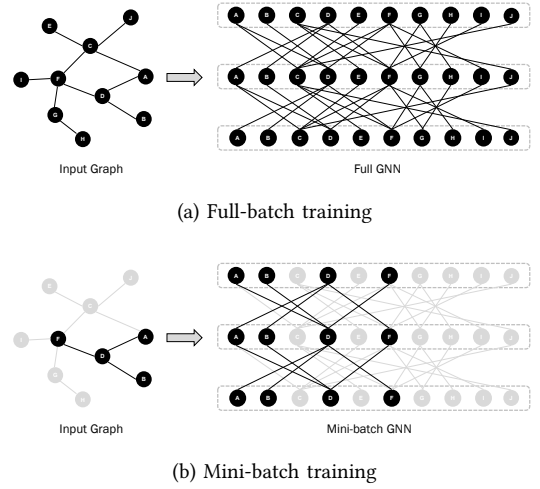 A B C D E F G H I J
E
J
C
I
F
A
D
G
B
H
A B C D E F G H I J
A B C D E F G H I J
Input Graph
Full GNN
(a) Full-batch training
A B C D E F G H I J
E
J
C
I
F
A
D
G
B
H
A B C D E F G H I J
A B C D E F G H I J
Input Graph
Mini-batch GNN
(b) Mini-batch training